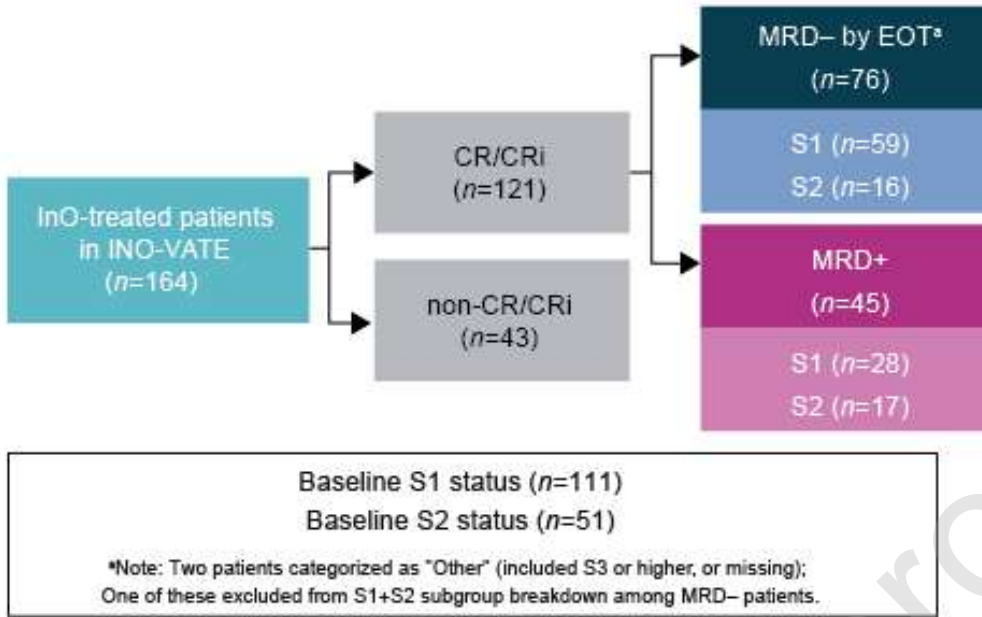 InO-treated patients
in INO-VATE
(n=164)
CR/CRi
(n=121)
non-CR/CRi
(n=43)
MRD– by EOTª
(n=76)
S1 (n=59)
S2 (n=16)
MRD+
(n=45)
S1 (n=28)
S2 (n=17)
Baseline S1 status (n=111)
Baseline S2 status (n=51)
ªNote: Two patients categorized as "Other" (included S3 or higher, or missing);
One of these excluded from S1+S2 subgroup breakdown among MRD– patients.
ro